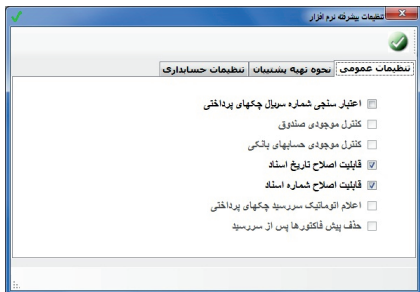 تنظیمات پیشرفته نرم افزار
تنظیمات عمومی نحوه تهیه پشتیبان تنظیمات حسابداری
اعتبار سنجی شماره سریال چکهای پرداختی
کنترل موجودی صندوق
کنترل موجودی حسابهای بانکی
قابلیت اصلاح تاریخ اسناد
قابلیت اصلاح شماره اسناد
اعلام اتوماتیک سررسید چکهای پرداختی
حذف پیش فاکتورها پس از سررسید